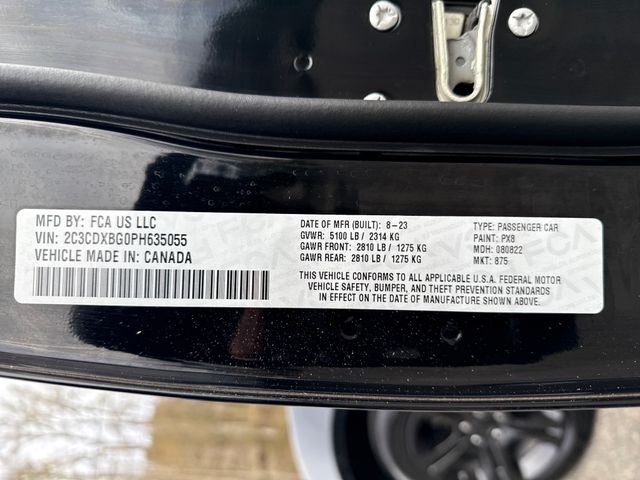 MFD BY: FCA US LLC
VIN: 2C3CDXBG0PH635055
VEHICLE MADE IN: CANADA
DATE OF MFR (BUILT): 8-23
GVWR: 5100 LB / 2314 KG
GAWR FRONT: 2810 LB / 1275 KG
GAWR REAR: 2810 LB / 1275 KG
TYPE: PASSENGER CAR
PAINT: PX8
MDH: 080822
MKT: 875
THIS VEHICLE CONFORMS TO ALL APPLICABLE U.S.A. FEDERAL MOTOR
VEHICLE SAFETY, BUMPER, AND THEFT PREVENTION STANDARDS
IN EFFECT ON THE DATE OF MANUFACTURE SHOWN ABOVE.